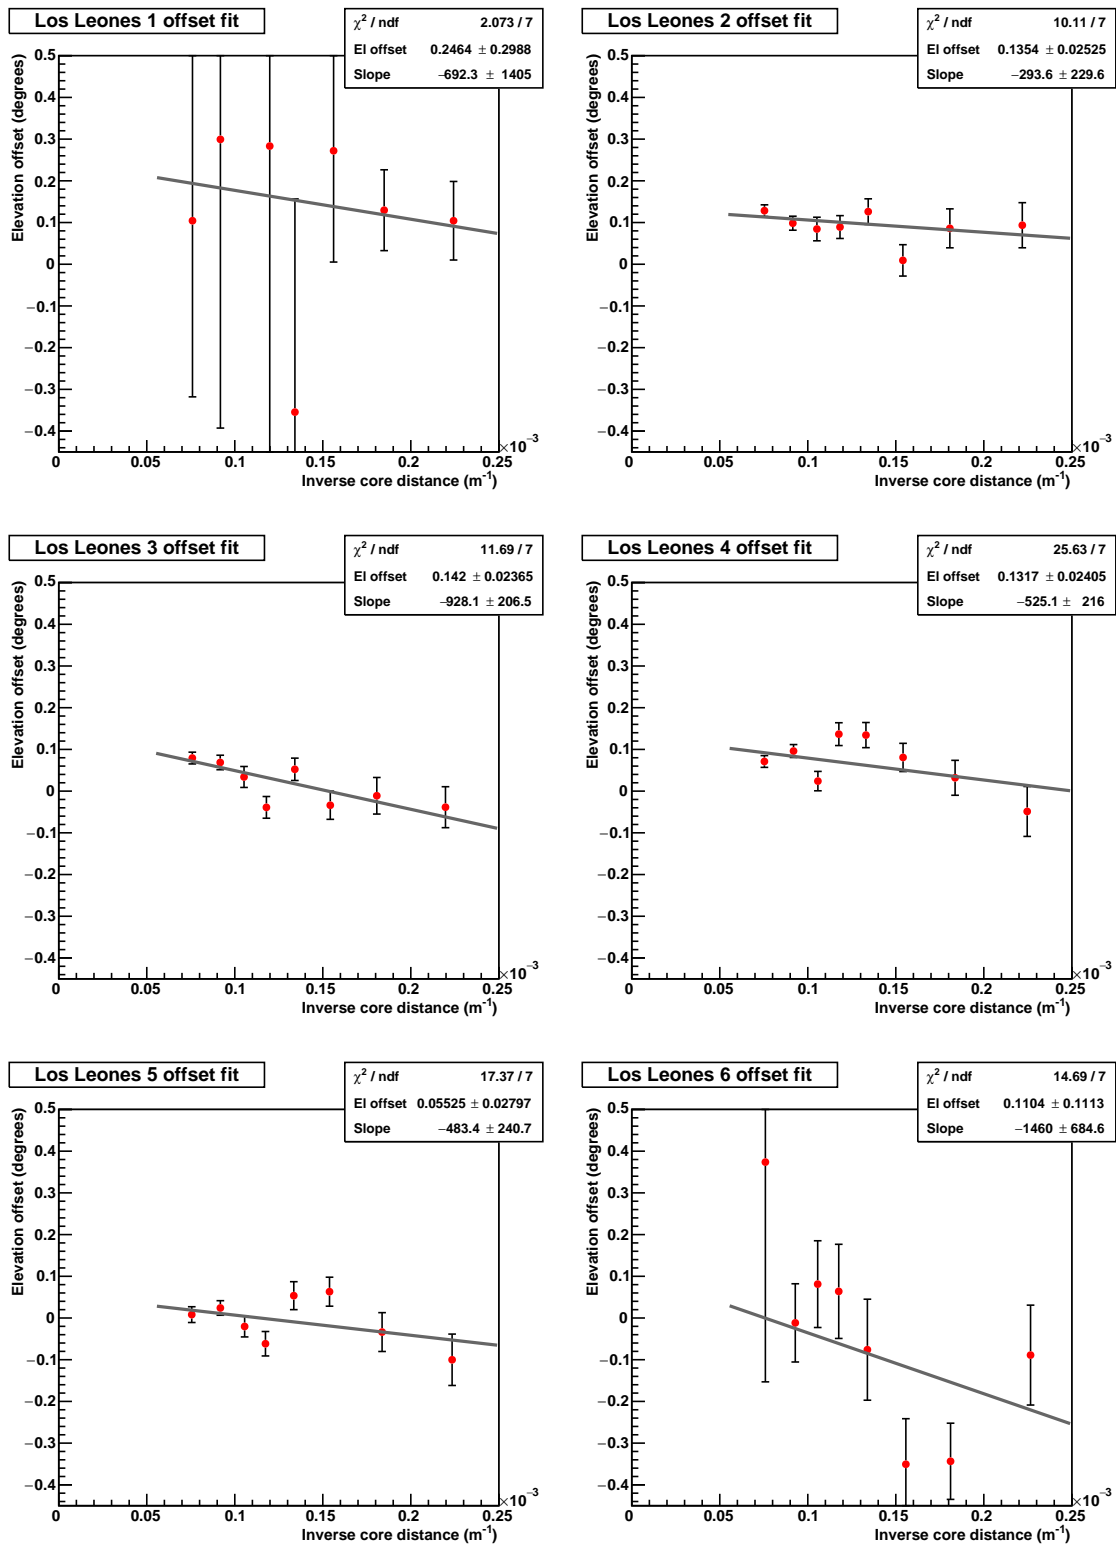 Los Leones 1 offset fit
χ² / ndf 2.073 / 7
El offset 0.2464 ± 0.2988
Slope −692.3 ± 1405
Elevation offset (degrees)
0.5
0.4
0.3
0.2
0.1
0
−0.1
−0.2
−0.3
−0.4
0 0.05 0.1 0.15 0.2 0.25
×10⁻³
Inverse core distance (m⁻¹)
Los Leones 2 offset fit
χ² / ndf 10.11 / 7
El offset 0.1354 ± 0.02525
Slope −293.6 ± 229.6
Elevation offset (degrees)
0.5
0.4
0.3
0.2
0.1
0
−0.1
−0.2
−0.3
−0.4
0 0.05 0.1 0.15 0.2 0.25
×10⁻³
Inverse core distance (m⁻¹)
Los Leones 3 offset fit
χ² / ndf 11.69 / 7
El offset 0.142 ± 0.02365
Slope −928.1 ± 206.5
Elevation offset (degrees)
0.5
0.4
0.3
0.2
0.1
0
−0.1
−0.2
−0.3
−0.4
0 0.05 0.1 0.15 0.2 0.25
×10⁻³
Inverse core distance (m⁻¹)
Los Leones 4 offset fit
χ² / ndf 25.63 / 7
El offset 0.1317 ± 0.02405
Slope −525.1 ± 216
Elevation offset (degrees)
0.5
0.4
0.3
0.2
0.1
0
−0.1
−0.2
−0.3
−0.4
0 0.05 0.1 0.15 0.2 0.25
×10⁻³
Inverse core distance (m⁻¹)
Los Leones 5 offset fit
χ² / ndf 17.37 / 7
El offset 0.05525 ± 0.02797
Slope −483.4 ± 240.7
Elevation offset (degrees)
0.5
0.4
0.3
0.2
0.1
0
−0.1
−0.2
−0.3
−0.4
0 0.05 0.1 0.15 0.2 0.25
×10⁻³
Inverse core distance (m⁻¹)
Los Leones 6 offset fit
χ² / ndf 14.69 / 7
El offset 0.1104 ± 0.1113
Slope −1460 ± 684.6
Elevation offset (degrees)
0.5
0.4
0.3
0.2
0.1
0
−0.1
−0.2
−0.3
−0.4
0 0.05 0.1 0.15 0.2 0.25
×10⁻³
Inverse core distance (m⁻¹)